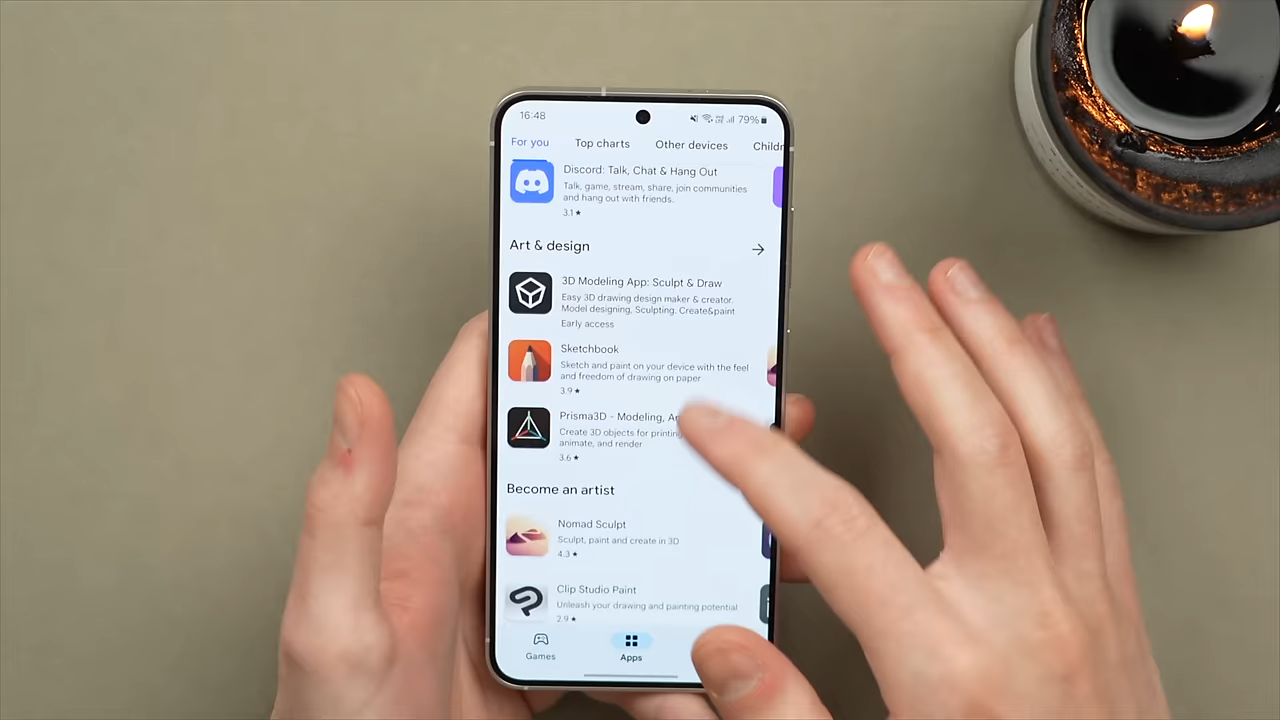 16:48
79%
For you
Top charts
Other devices
Childr
Discord: Talk, Chat & Hang Out
Talk, game, stream, share, join communities
and hang out with friends.
3.1★
Art & design
3D Modeling App: Sculpt & Draw
Easy 3D drawing design maker & creator.
Model designing, Sculpting. Create&paint
Early access
Sketchbook
Sketch and paint on your device with the feel
and freedom of drawing on paper
3.9★
Prisma3D - Modeling, A
Create 3D objects for printing
animate, and render
3.6★
Become an artist
Nomad Sculpt
Sculpt, paint and create in 3D
4.3★
Clip Studio Paint
Unleash your drawing and painting potential
2.9★
Games
Apps